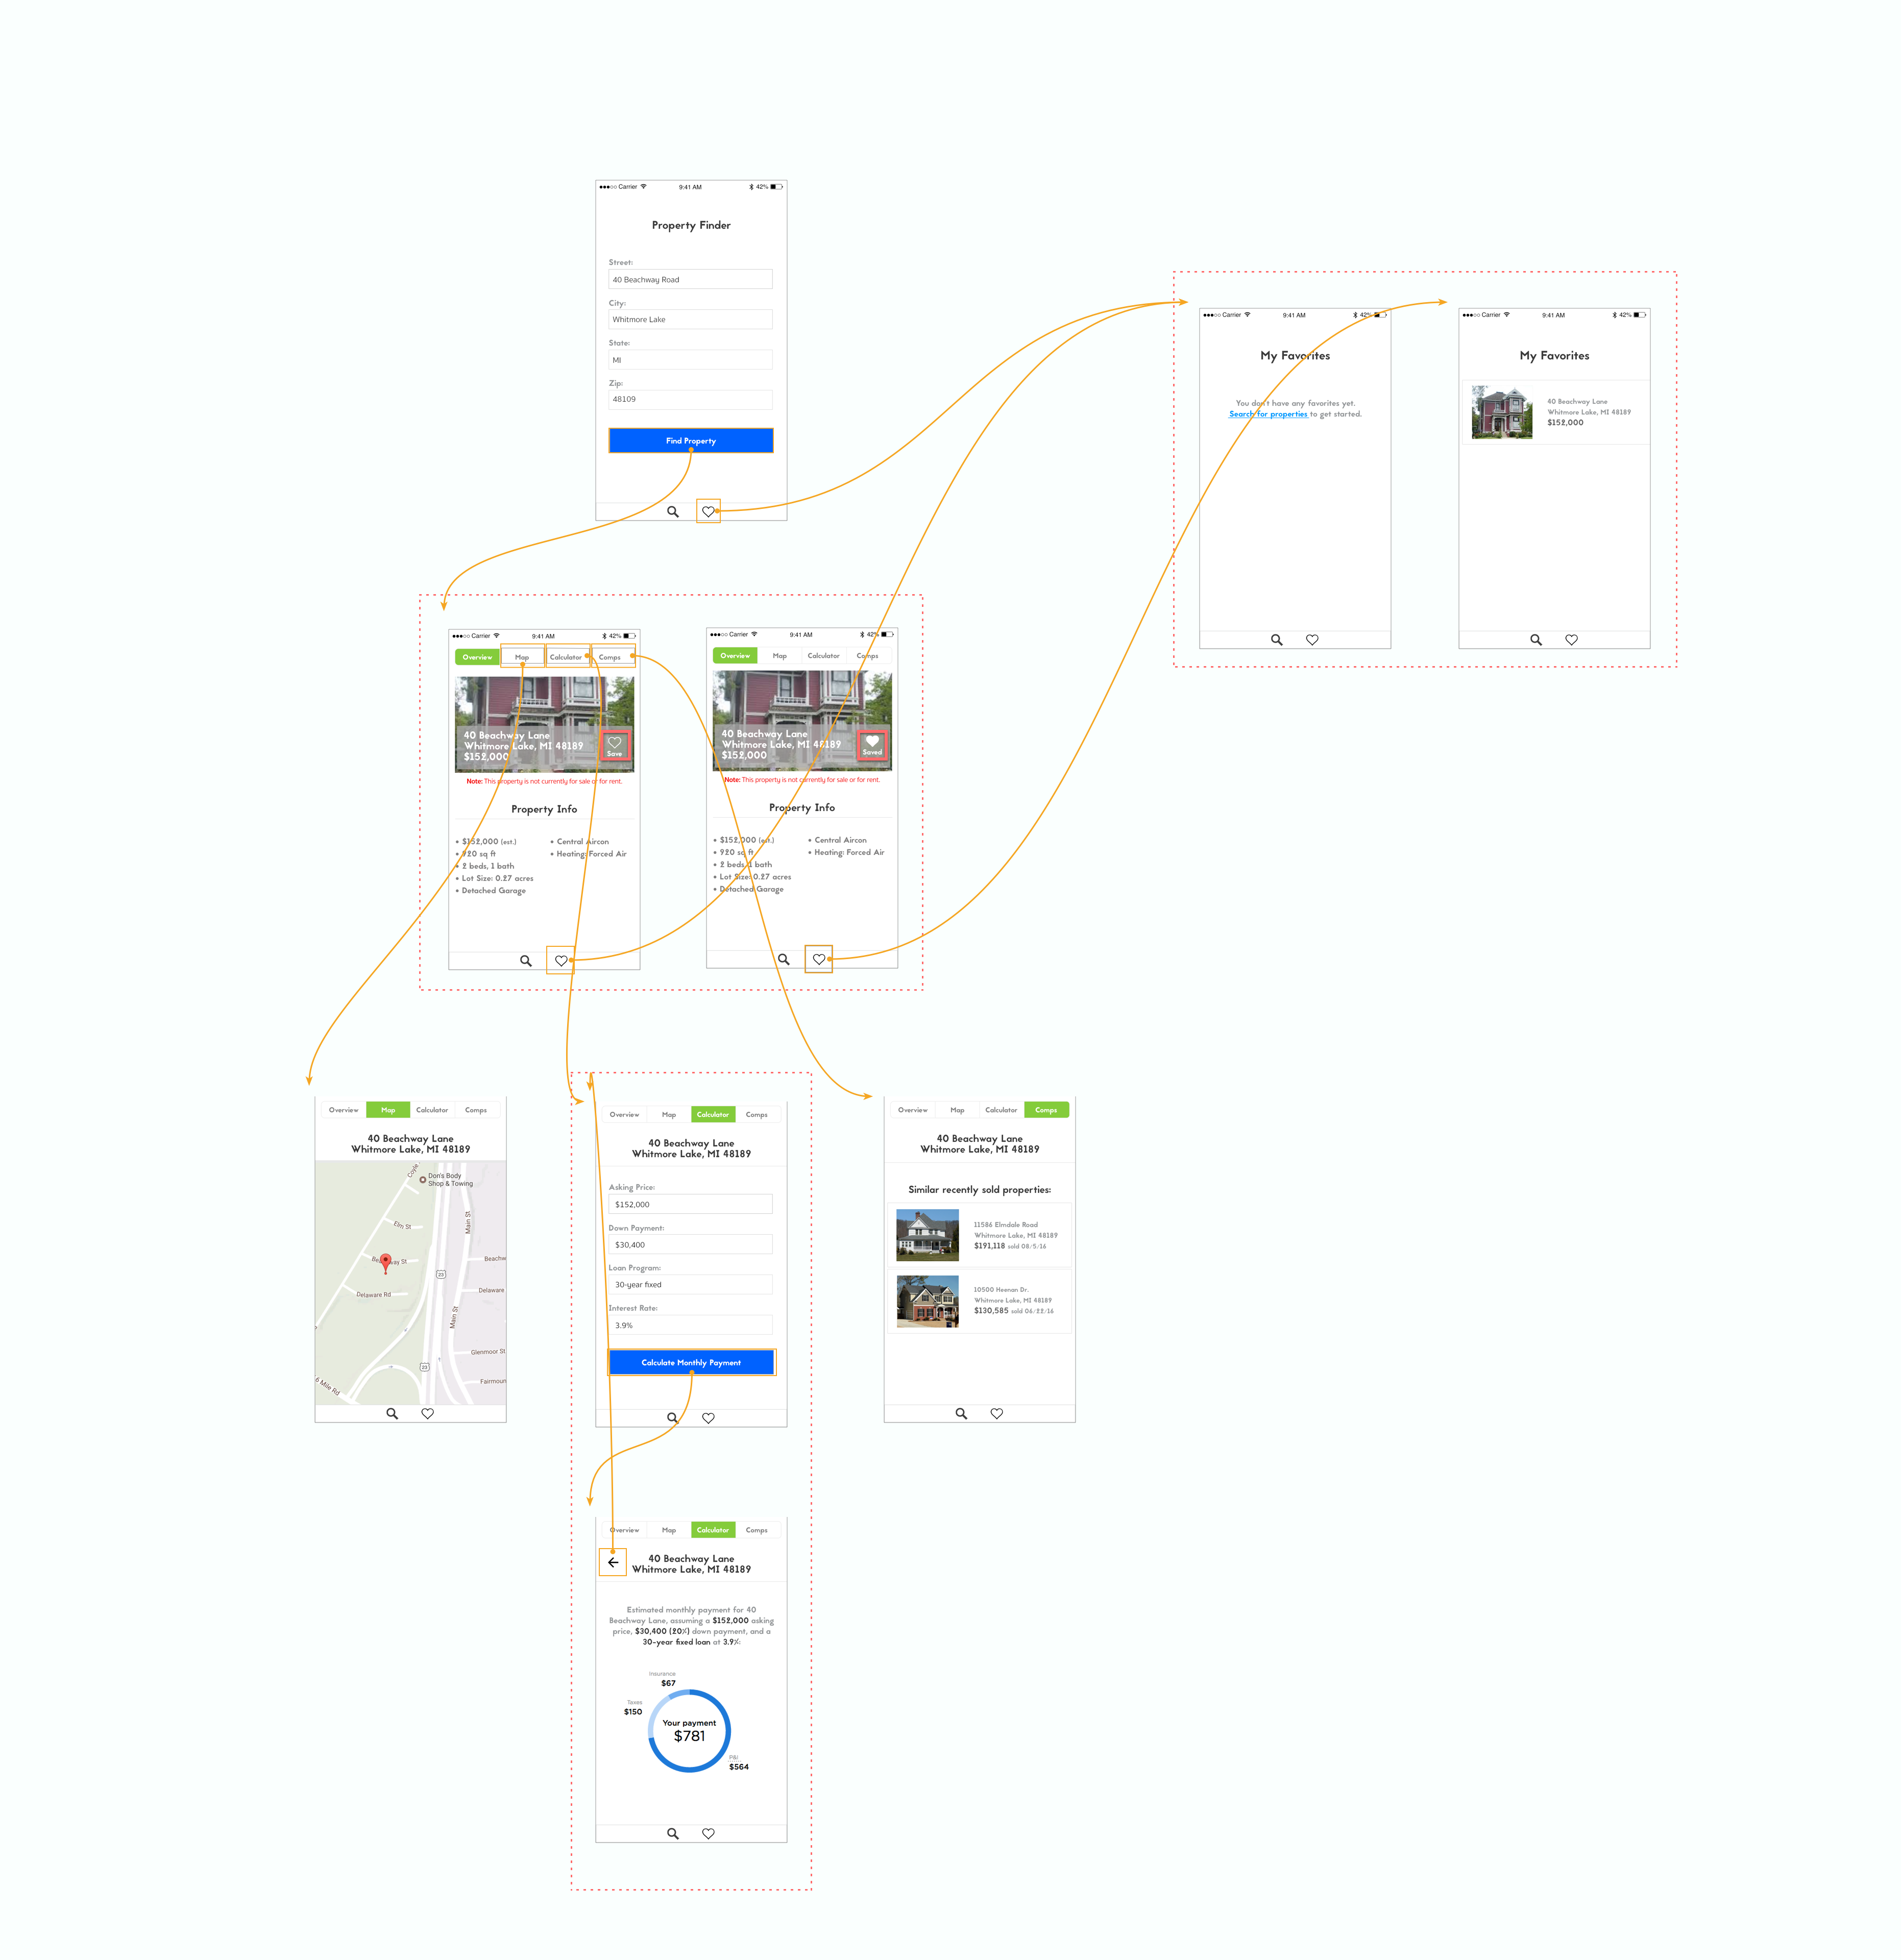 Carrier 9:41 AM 42%
Property Finder
Street:
40 Beachway Road
City:
Whitmore Lake
State:
MI
Zip:
48109
Find Property
Carrier 9:41 AM 42%
My Favorites
You don't have any favorites yet.
Search for properties to get started.
Carrier 9:41 AM 42%
My Favorites
40 Beachway Lane
Whitmore Lake, MI 48189
$152,000
Carrier 9:41 AM 42%
Overview Map Calculator Comps
40 Beachway Lane
Whitmore Lake, MI 48189
$152,000
Save
Note: This property is not currently for sale or for rent.
Property Info
• $152,000 (est.)
• 920 sq ft
• 2 beds, 1 bath
• Lot Size: 0.27 acres
• Detached Garage
• Central Aircon
• Heating: Forced Air
Carrier 9:41 AM 42%
Overview Map Calculator Comps
40 Beachway Lane
Whitmore Lake, MI 48189
$152,000
Saved
Note: This property is not currently for sale or for rent.
Property Info
• $152,000 (est.)
• 920 sq ft
• 2 beds, 1 bath
• Lot Size: 0.27 acres
• Detached Garage
• Central Aircon
• Heating: Forced Air
Overview Map Calculator Comps
40 Beachway Lane
Whitmore Lake, MI 48189
Coyle
Don's Body
Shop & Towing
Elm St
Main St
Beachway St
Beachw
23
Delaware Rd
Delaware
Main St
Glenmoor St
23
6 Mile Rd
Fairmoun
Overview Map Calculator Comps
40 Beachway Lane
Whitmore Lake, MI 48189
Asking Price:
$152,000
Down Payment:
$30,400
Loan Program:
30-year fixed
Interest Rate:
3.9%
Calculate Monthly Payment
Overview Map Calculator Comps
40 Beachway Lane
Whitmore Lake, MI 48189
Similar recently sold properties:
11586 Elmdale Road
Whitmore Lake, MI 48189
$191,118 sold 08/5/16
10500 Heenan Dr.
Whitmore Lake, MI 48189
$130,585 sold 06/22/16
Overview Map Calculator Comps
40 Beachway Lane
Whitmore Lake, MI 48189
Estimated monthly payment for 40
Beachway Lane, assuming a $152,000 asking
price, $30,400 (20%) down payment, and a
30-year fixed loan at 3.9%:
Insurance
$67
Taxes
$150
Your payment
$781
P&I
$564